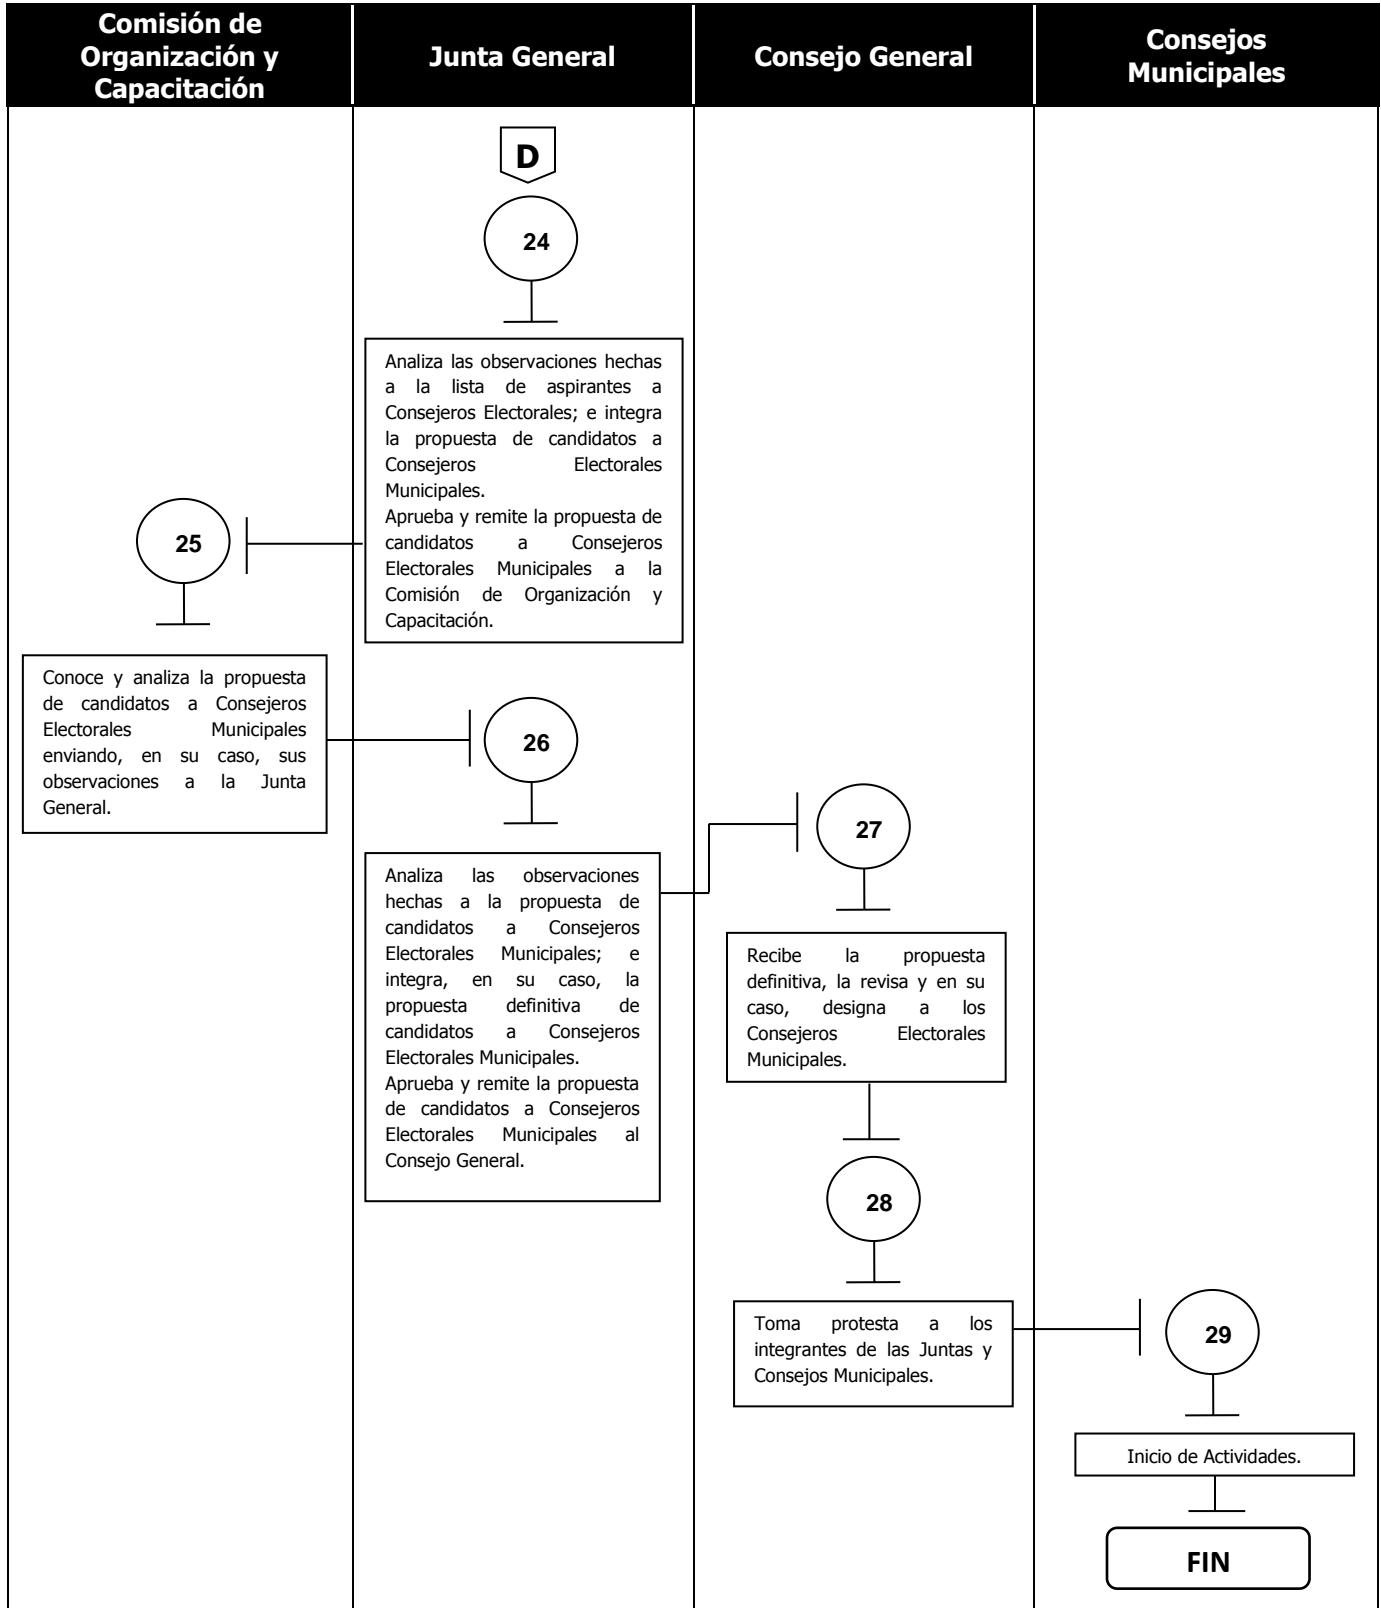 Comisión de
Organización y
Capacitación
Junta General
Consejo General
Consejos
Municipales
D
24
Analiza las observaciones hechas
a la lista de aspirantes a
Consejeros Electorales; e integra
la propuesta de candidatos a
Consejeros Electorales
Municipales.
Aprueba y remite la propuesta de
candidatos a Consejeros
Electorales Municipales a la
Comisión de Organización y
Capacitación.
25
Conoce y analiza la propuesta
de candidatos a Consejeros
Electorales Municipales
enviando, en su caso, sus
observaciones a la Junta
General.
26
Analiza las observaciones
hechas a la propuesta de
candidatos a Consejeros
Electorales Municipales; e
integra, en su caso, la
propuesta definitiva de
candidatos a Consejeros
Electorales Municipales.
Aprueba y remite la propuesta
de candidatos a Consejeros
Electorales Municipales al
Consejo General.
27
Recibe la propuesta
definitiva, la revisa y en su
caso, designa a los
Consejeros Electorales
Municipales.
28
Toma protesta a los
integrantes de las Juntas y
Consejos Municipales.
29
Inicio de Actividades.
FIN